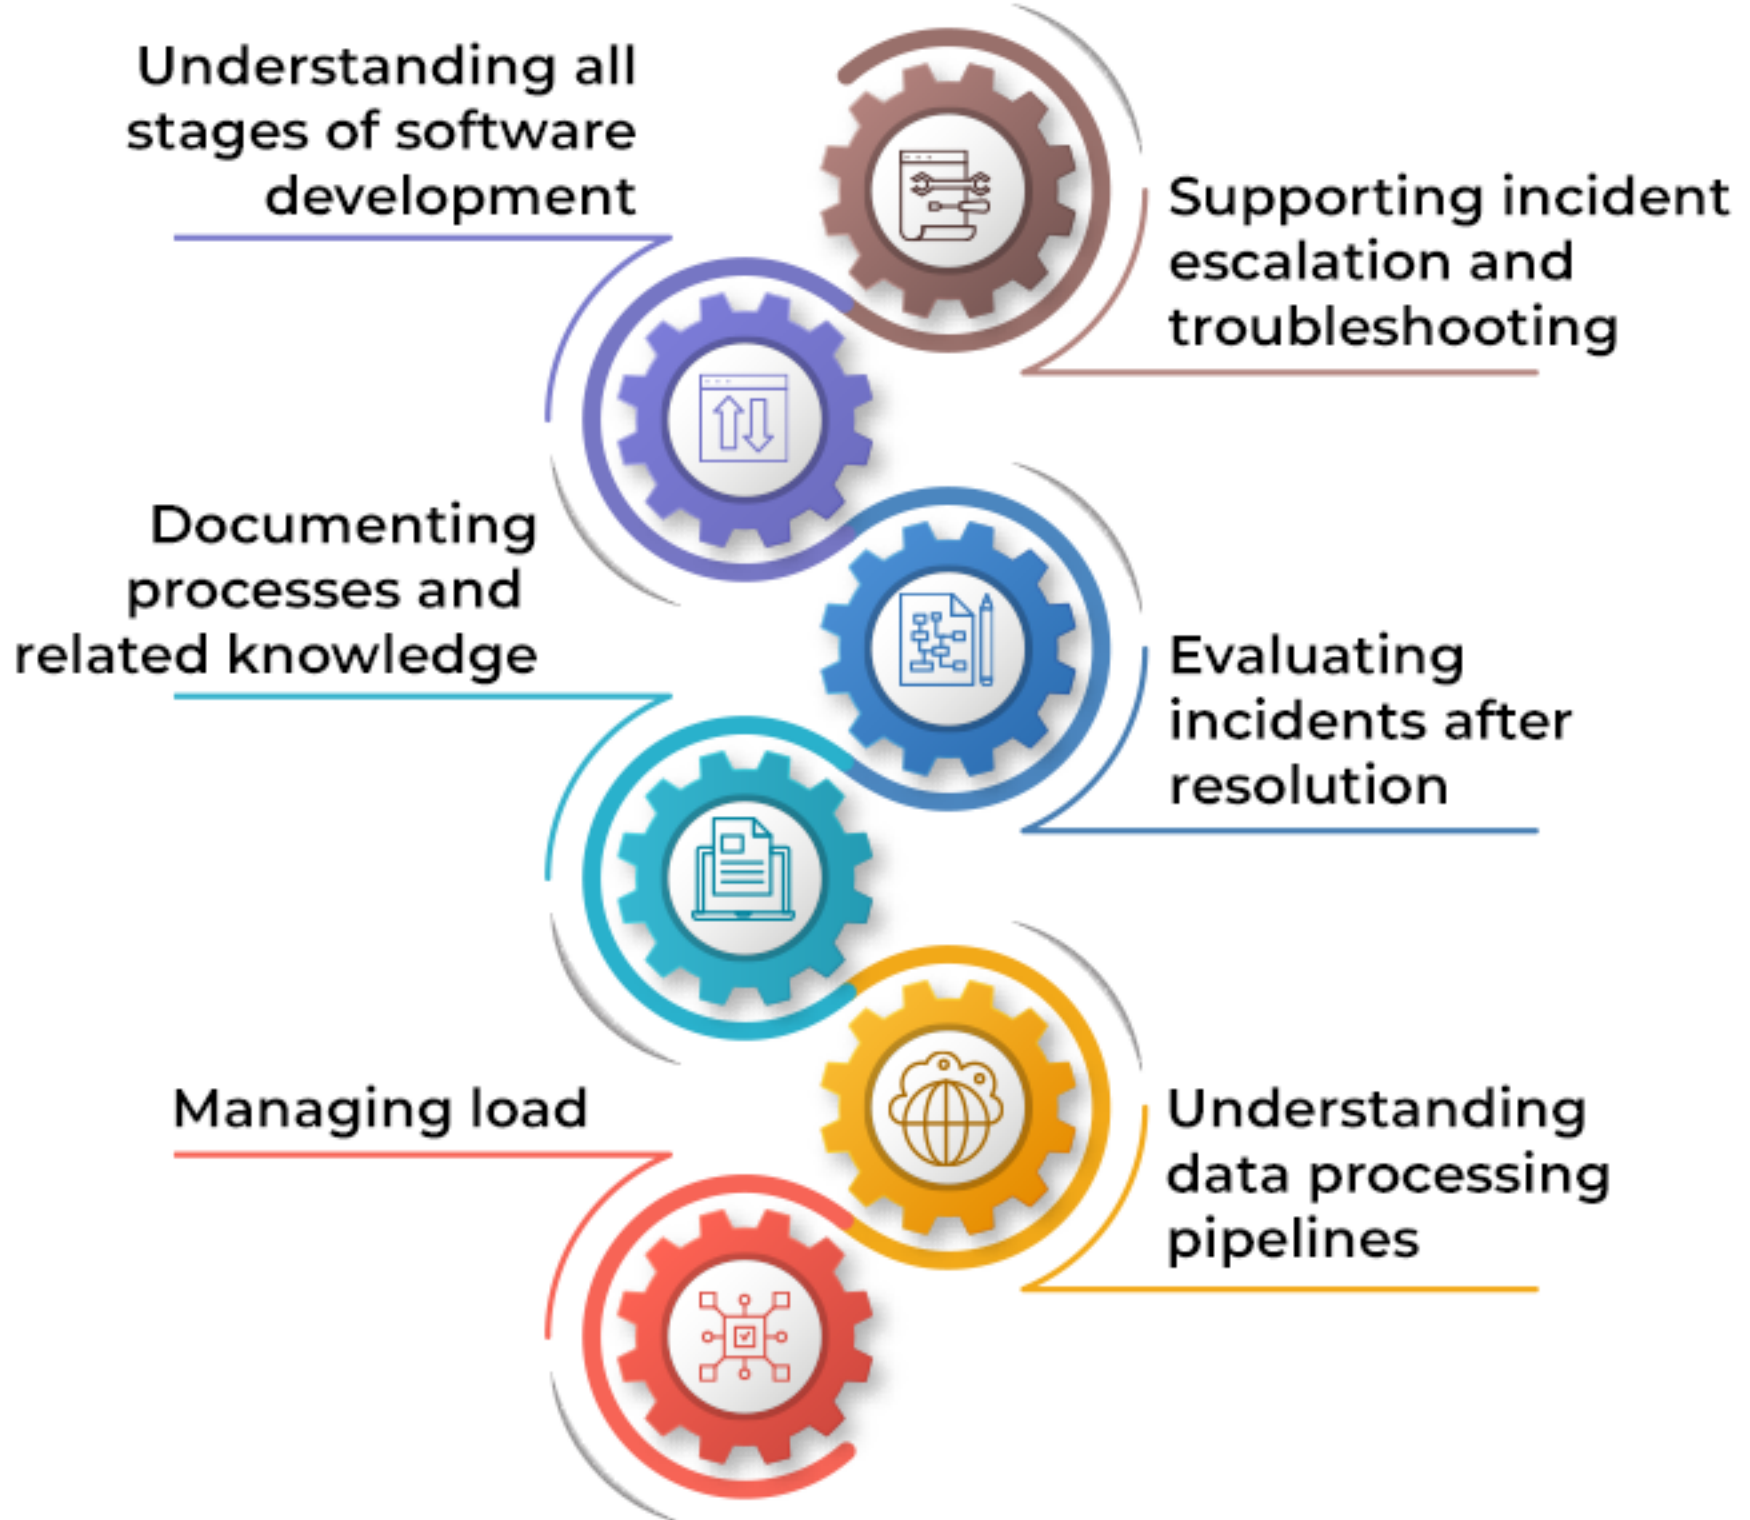 Understanding all
stages of software
development
Supporting incident
escalation and
troubleshooting
Documenting
processes and
related knowledge
Evaluating
incidents after
resolution
Managing load
Understanding
data processing
pipelines